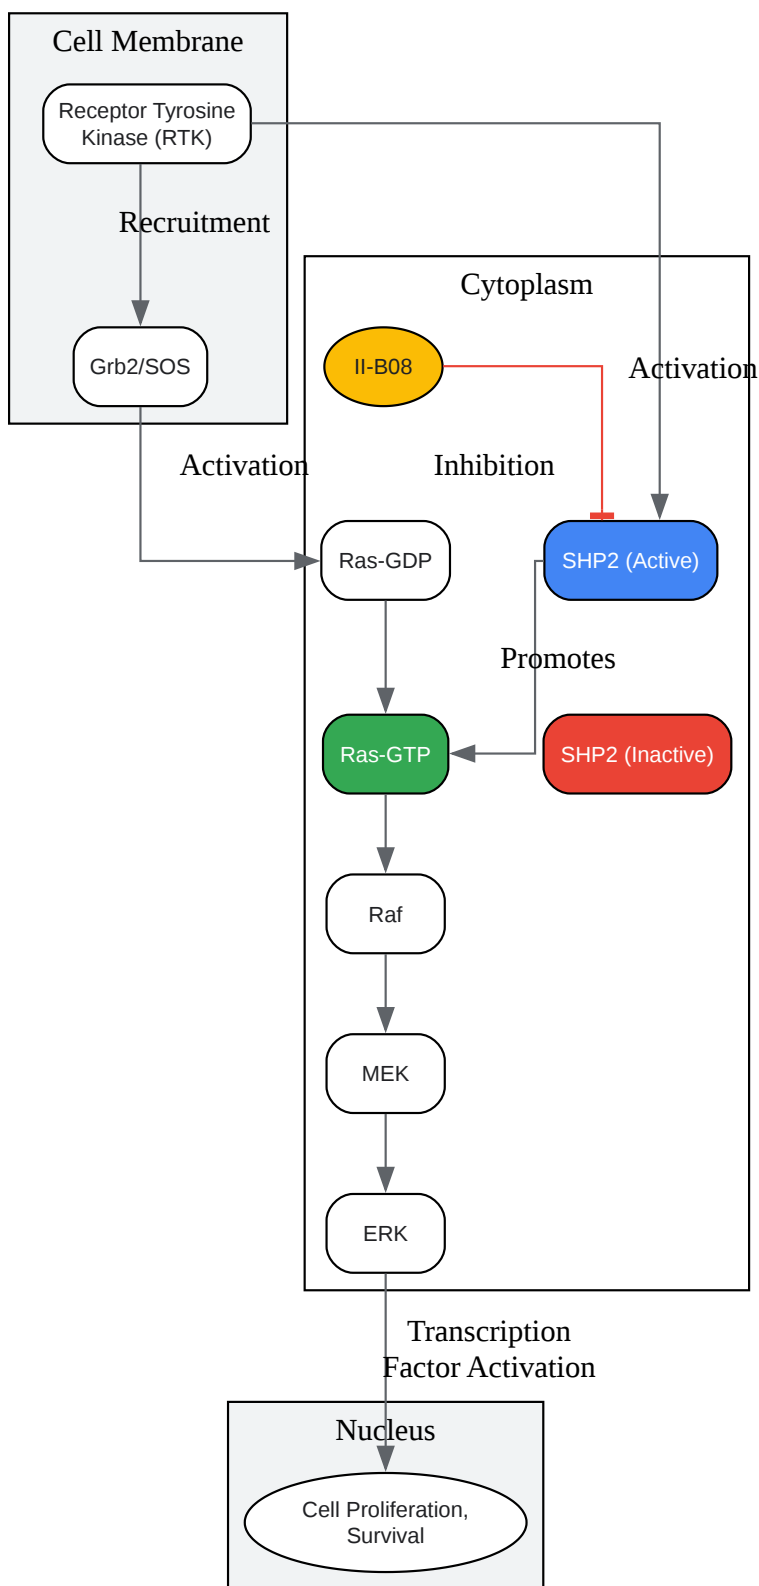 Cell Membrane
Receptor Tyrosine
Kinase (RTK)
Recruitment
Cytoplasm
Grb2/SOS
II-B08
Activation
Activation
Inhibition
Ras-GDP
SHP2 (Active)
Promotes
Ras-GTP
SHP2 (Inactive)
Raf
MEK
ERK
Transcription
Factor Activation
Nucleus
Cell Proliferation,
Survival